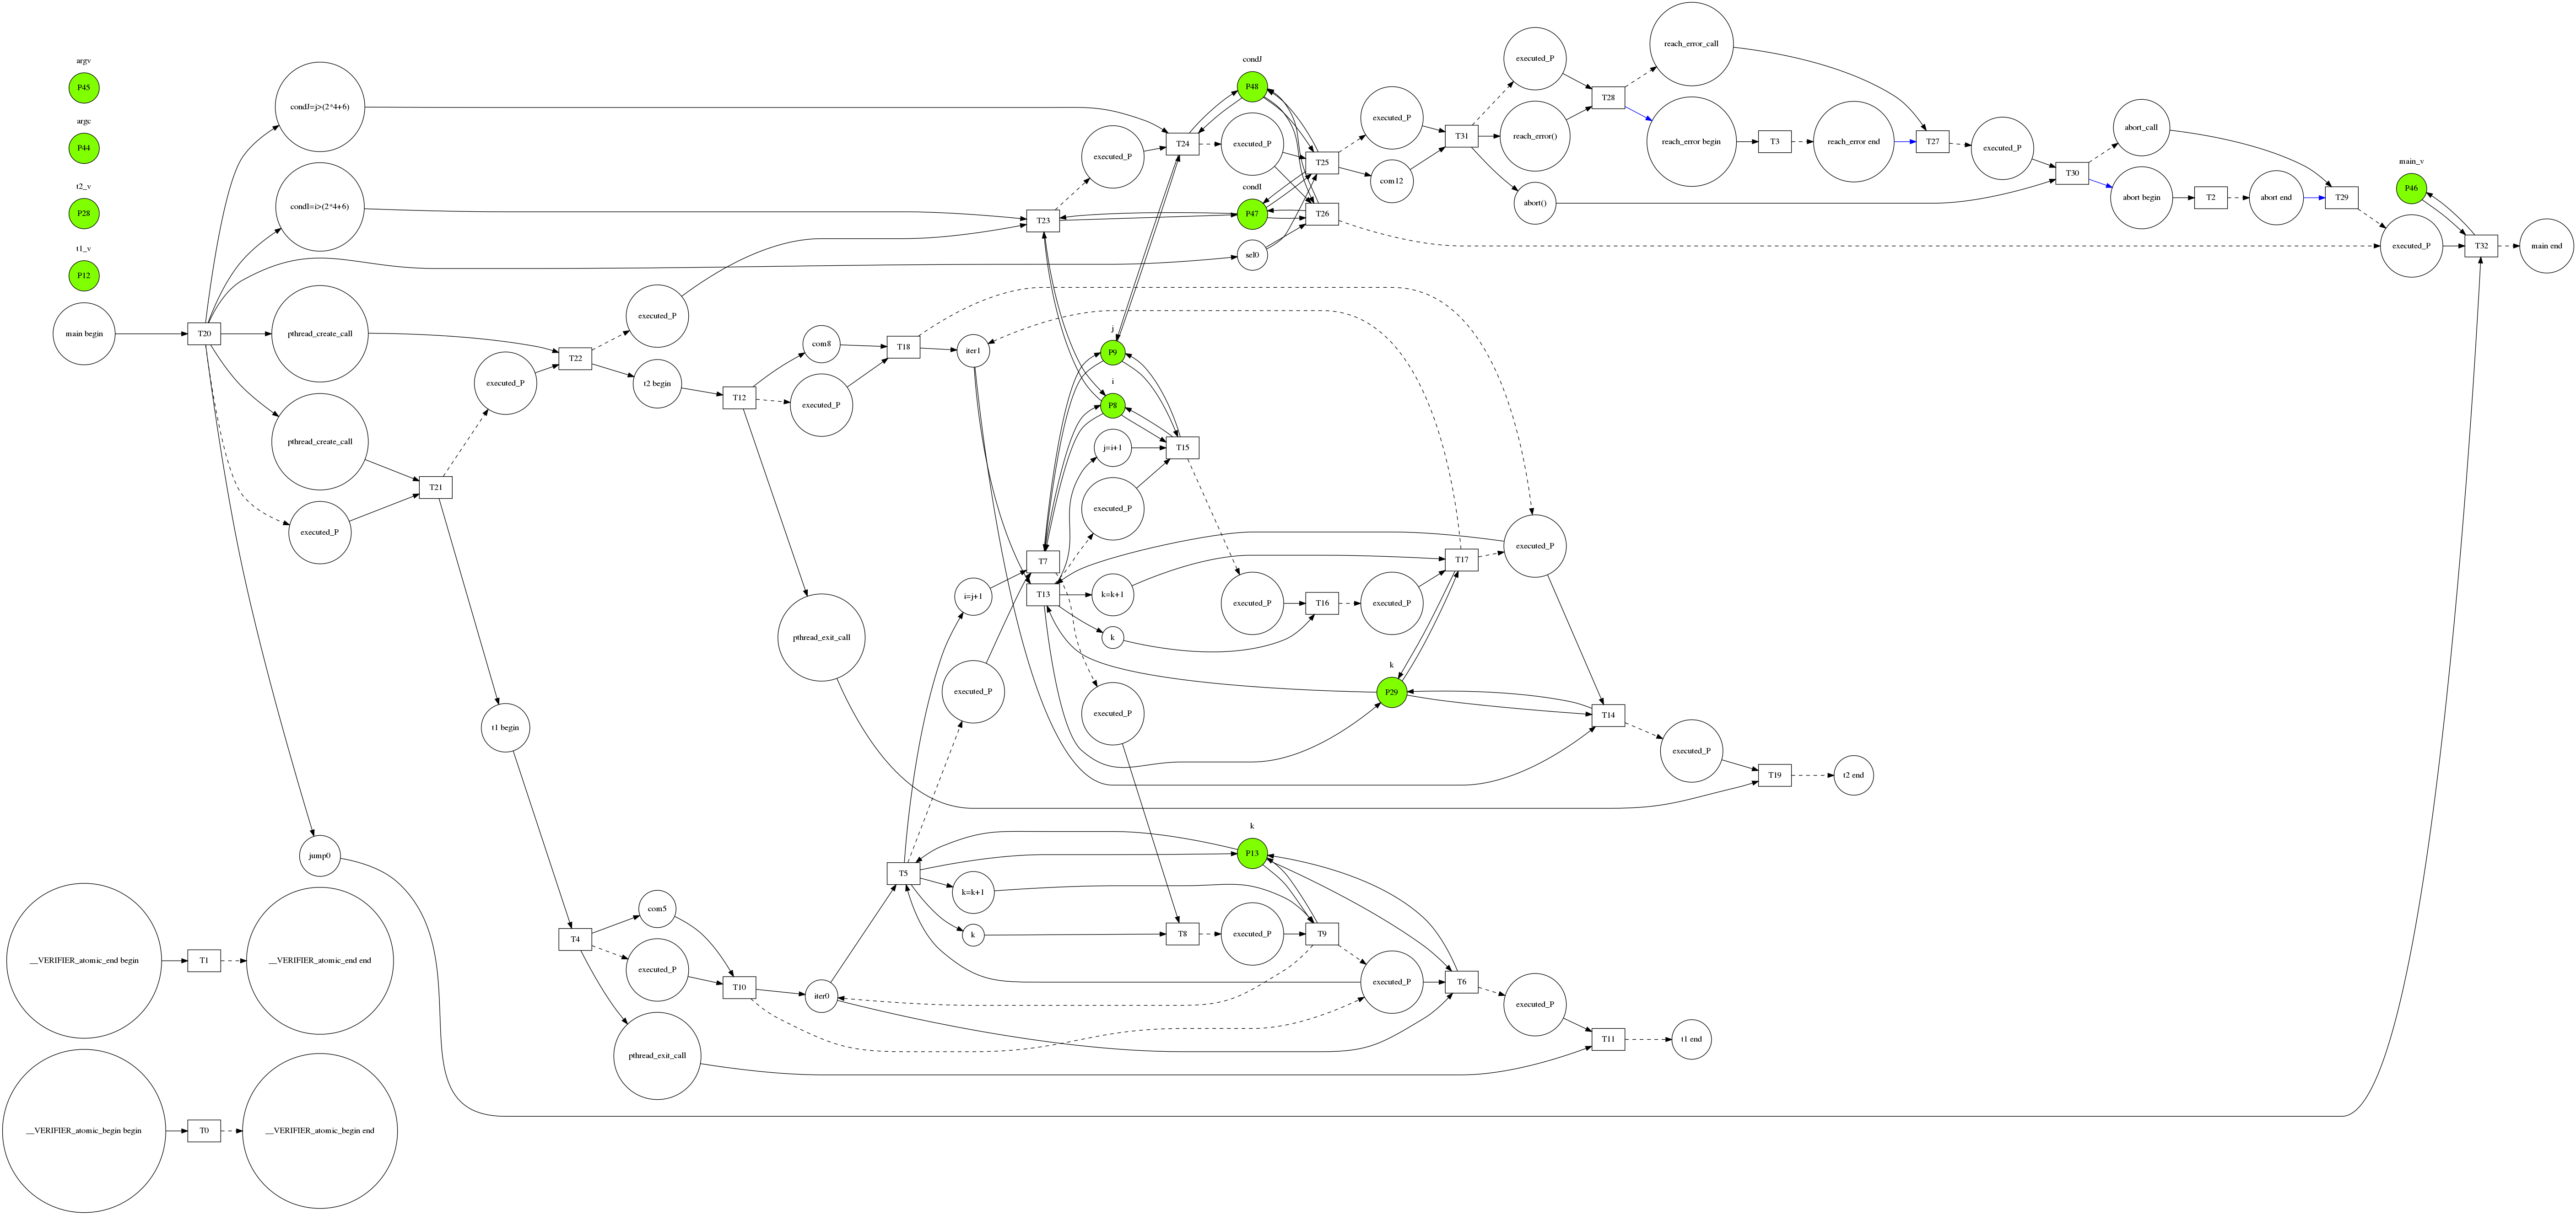 argv
P45
argc
P44
t2_v
P28
t1_v
P12
main begin
T20
condJ=j>(2*4+6)
condI=i>(2*4+6)
pthread_create_call
pthread_create_call
executed_P
jump0
T21
executed_P
t1 begin
T22
executed_P
t2 begin
T12
com8
executed_P
pthread_exit_call
T18
iter1
T23
executed_P
T24
condJ
P48
executed_P
condI
P47
sel0
T25
T26
executed_P
com12
T31
executed_P
reach_error()
abort()
T28
reach_error_call
reach_error begin
T3
reach_error end
T27
executed_P
T30
abort_call
abort begin
T2
abort end
T29
main_v
P46
executed_P
T32
main end
j
P9
i
P8
j=i+1
T15
executed_P
T7
T13
i=j+1
k=k+1
k
executed_P
executed_P
executed_P
T16
executed_P
T17
executed_P
k
P29
T14
executed_P
T19
t2 end
T4
com5
executed_P
pthread_exit_call
T10
iter0
T5
k=k+1
k
T8
k
P13
executed_P
T9
executed_P
T6
executed_P
T11
t1 end
__VERIFIER_atomic_end begin
T1
__VERIFIER_atomic_end end
__VERIFIER_atomic_begin begin
T0
__VERIFIER_atomic_begin end